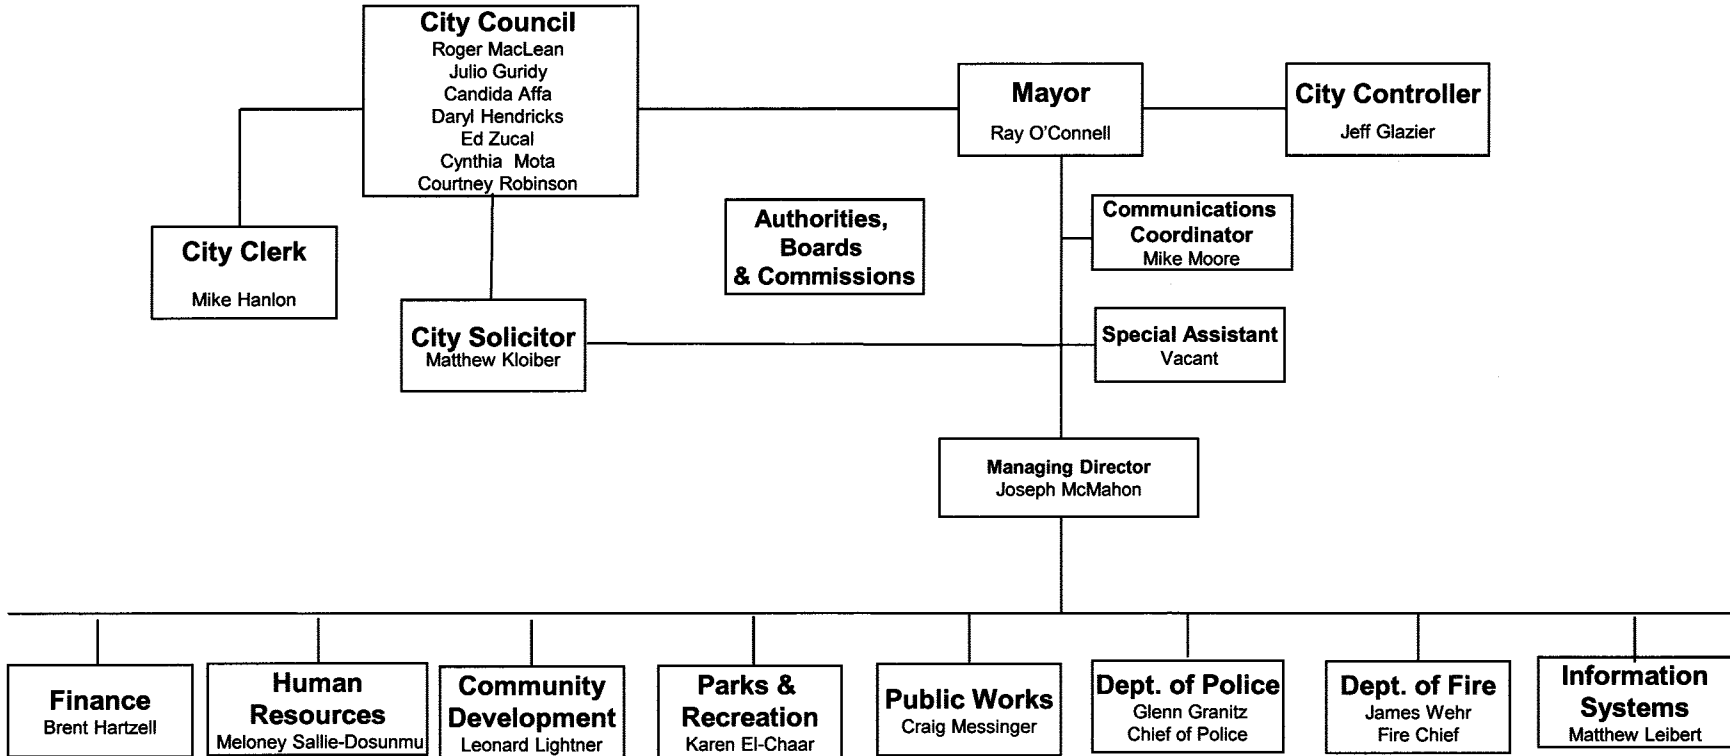 City Council
Roger MacLean
Julio Guridy
Candida Affa
Daryl Hendricks
Ed Zucal
Cynthia Mota
Courtney Robinson
Mayor
Ray O'Connell
City Controller
Jeff Glazier
City Clerk
Mike Hanlon
Authorities,
Boards
& Commissions
Communications
Coordinator
Mike Moore
City Solicitor
Matthew Kloiber
Special Assistant
Vacant
Managing Director
Joseph McMahon
Finance
Brent Hartzell
Human
Resources
Meloney Sallie-Dosunmu
Community
Development
Leonard Lightner
Parks &
Recreation
Karen El-Chaar
Public Works
Craig Messinger
Dept. of Police
Glenn Granitz
Chief of Police
Dept. of Fire
James Wehr
Fire Chief
Information
Systems
Matthew Leibert